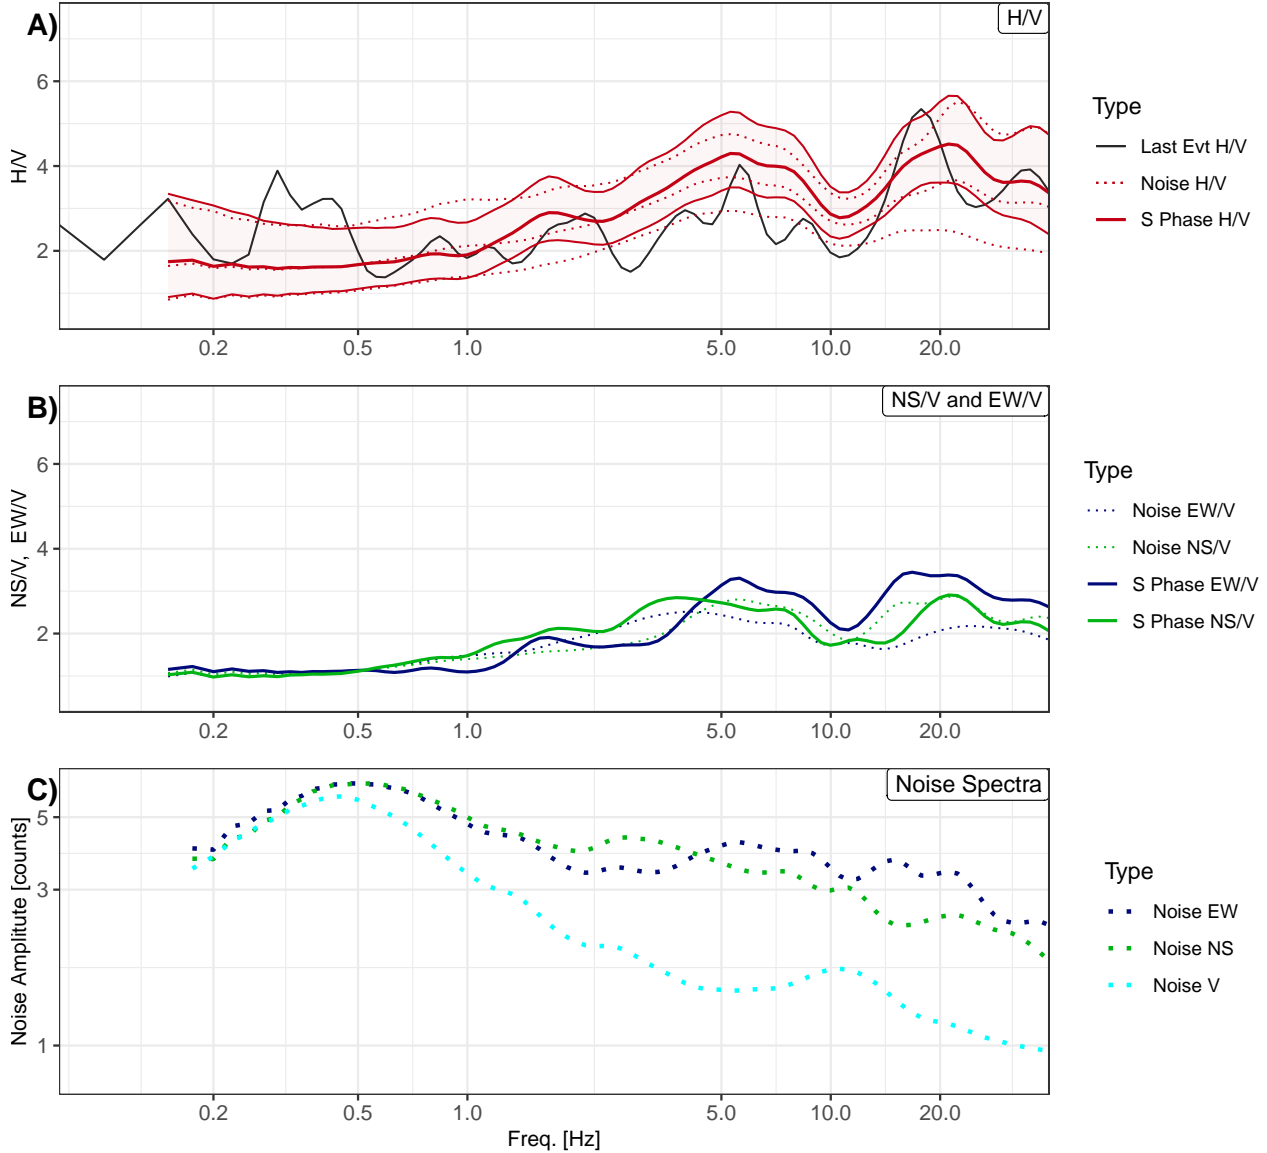 A)
H/V
6
4
2
H/V
0.2 0.5 1.0 5.0 10.0 20.0
Type
Last Evt H/V
Noise H/V
S Phase H/V
B)
NS/V and EW/V
6
4
2
NS/V, EW/V
0.2 0.5 1.0 5.0 10.0 20.0
Type
Noise EW/V
Noise NS/V
S Phase EW/V
S Phase NS/V
C)
Noise Spectra
5
3
1
Noise Amplitude [counts]
0.2 0.5 1.0 5.0 10.0 20.0
Freq. [Hz]
Type
Noise EW
Noise NS
Noise V